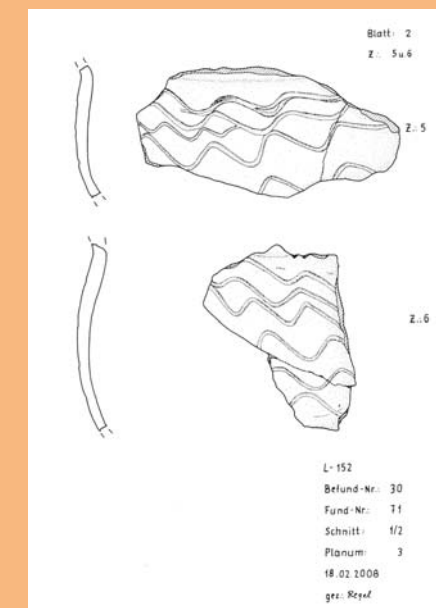 Blatt: 2
Z.: 5 u. 6
Z.: 5
Z.: 6
L-152
Befund-Nr.: 30
Fund-Nr.: 71
Schnitt: 1/2
Planum: 3
18.02.2008
gez.: Regel